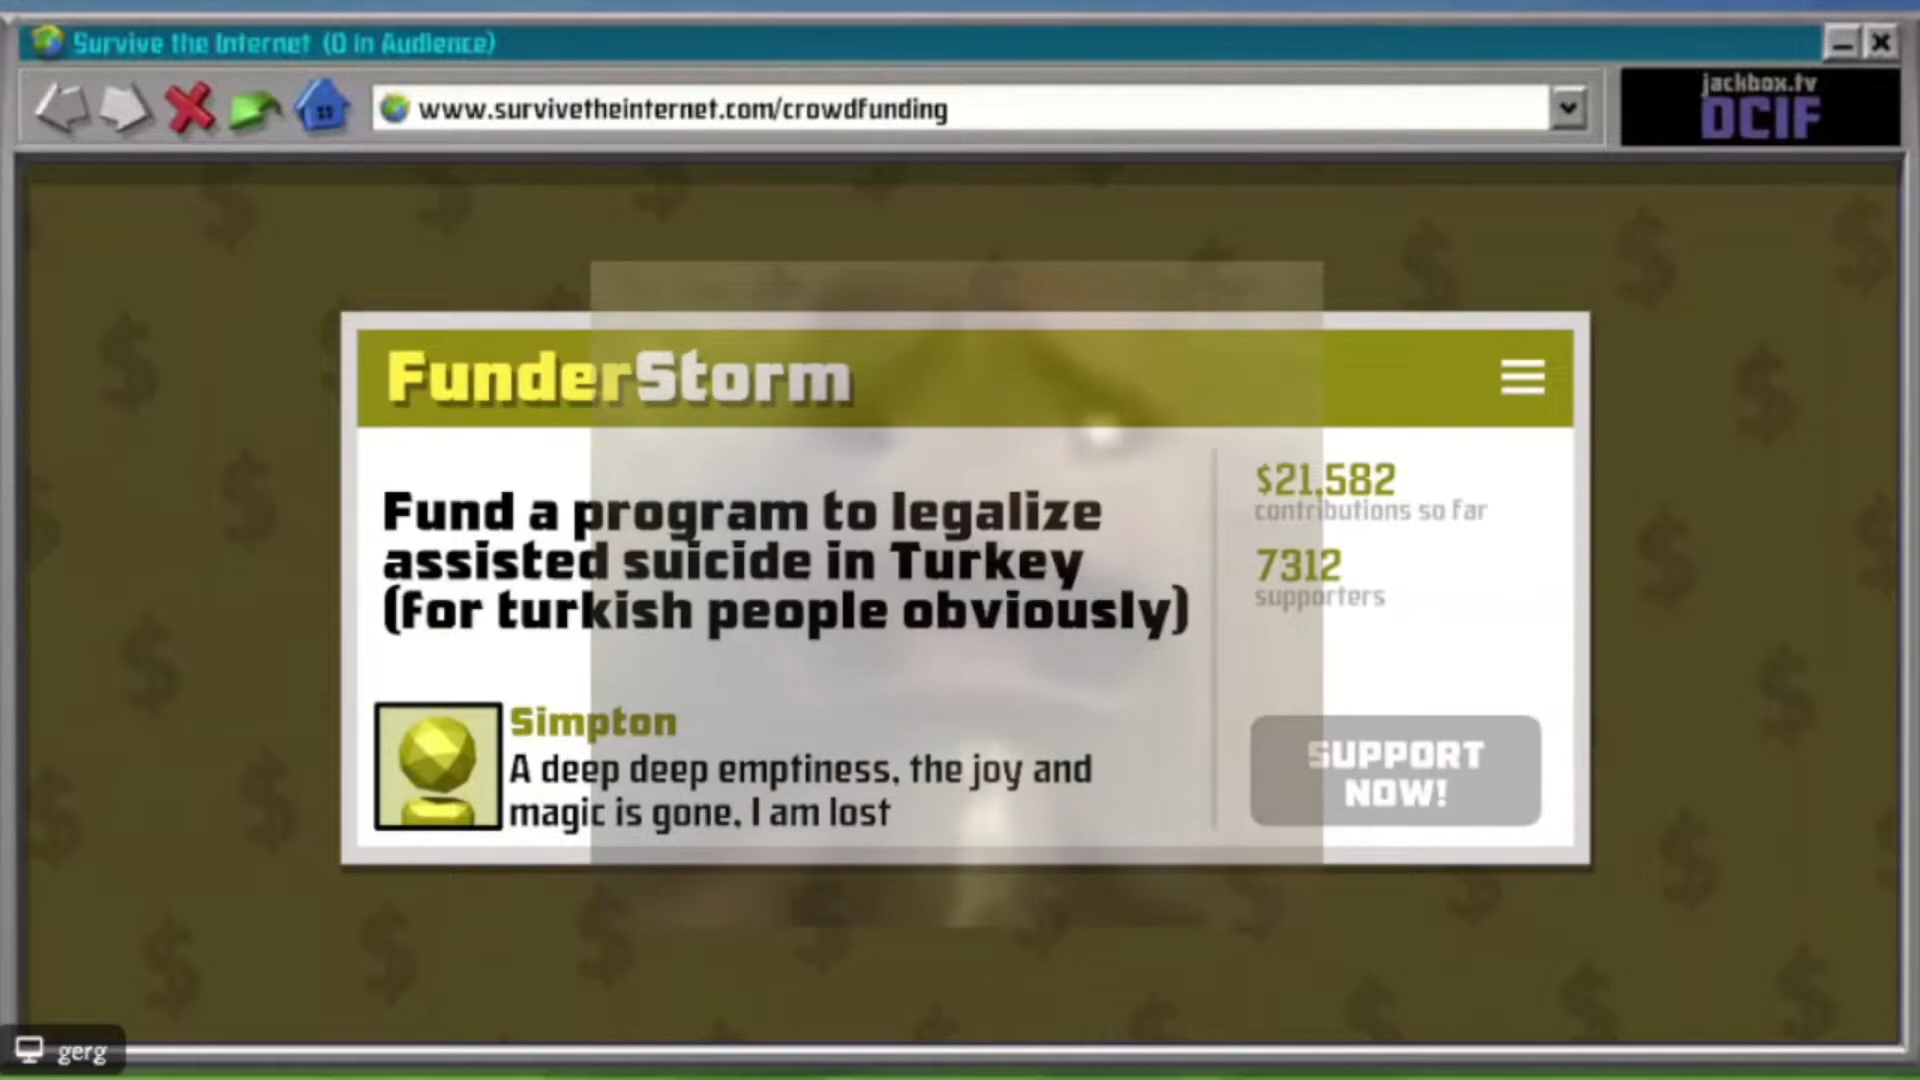 Survive the Internet (0 in Audience)
www.survivetheinternet.com/crowdfunding
jackbox.tv
DCIF
FunderStorm
Fund a program to legalize
assisted suicide in Turkey
(for turkish people obviously)
$21,582
contributions so far
7312
supporters
Simpton
A deep deep emptiness, the joy and
magic is gone, I am lost
SUPPORT
NOW!
gerg